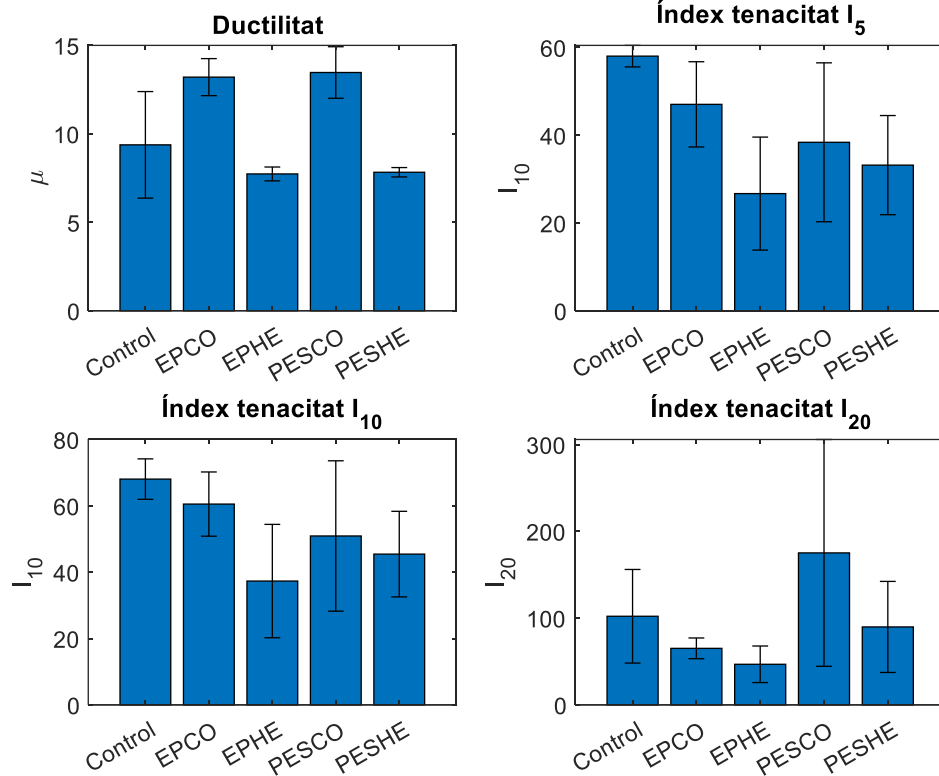 Ductilitat
15
10
5
0
μ
Control
EPCO
EPHE
PESCO
PESHE
Índex tenacitat I5
60
40
20
0
I10
Control
EPCO
EPHE
PESCO
PESHE
Índex tenacitat I10
80
60
40
20
0
I10
Control
EPCO
EPHE
PESCO
PESHE
Índex tenacitat I20
300
200
100
0
I20
Control
EPCO
EPHE
PESCO
PESHE